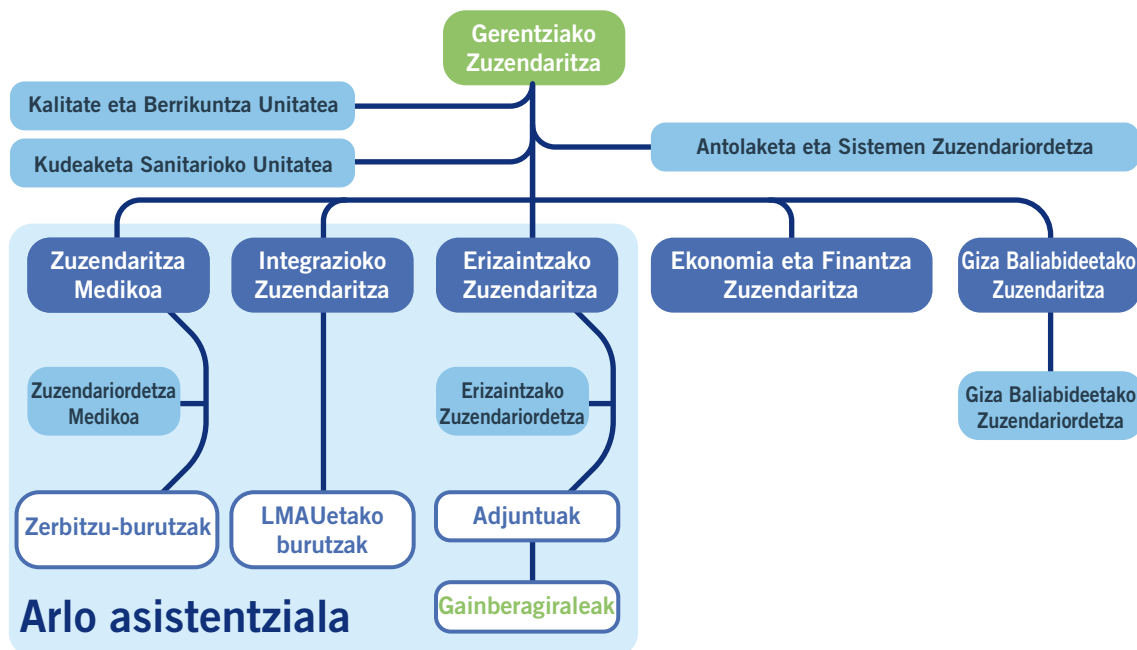 Gerentziako
Zuzendaritza
Kalitate eta Berrikuntza Unitatea
Kudeaketa Sanitarioko Unitatea
Antolaketa eta Sistemen Zuzendariordetza
Zuzendaritza
Medikoa
Integrazioko
Zuzendaritza
Erizaintzako
Zuzendaritza
Ekonomia eta Finantza
Zuzendaritza
Giza Baliabideetako
Zuzendaritza
Zuzendariordetza
Medikoa
Erizaintzako
Zuzendariordetza
Giza Baliabideetako
Zuzendariordetza
Zerbitzu-burutzak
LMAUetako
burutzak
Adjuntuak
Gainberagiraleak
Arlo asistentziala